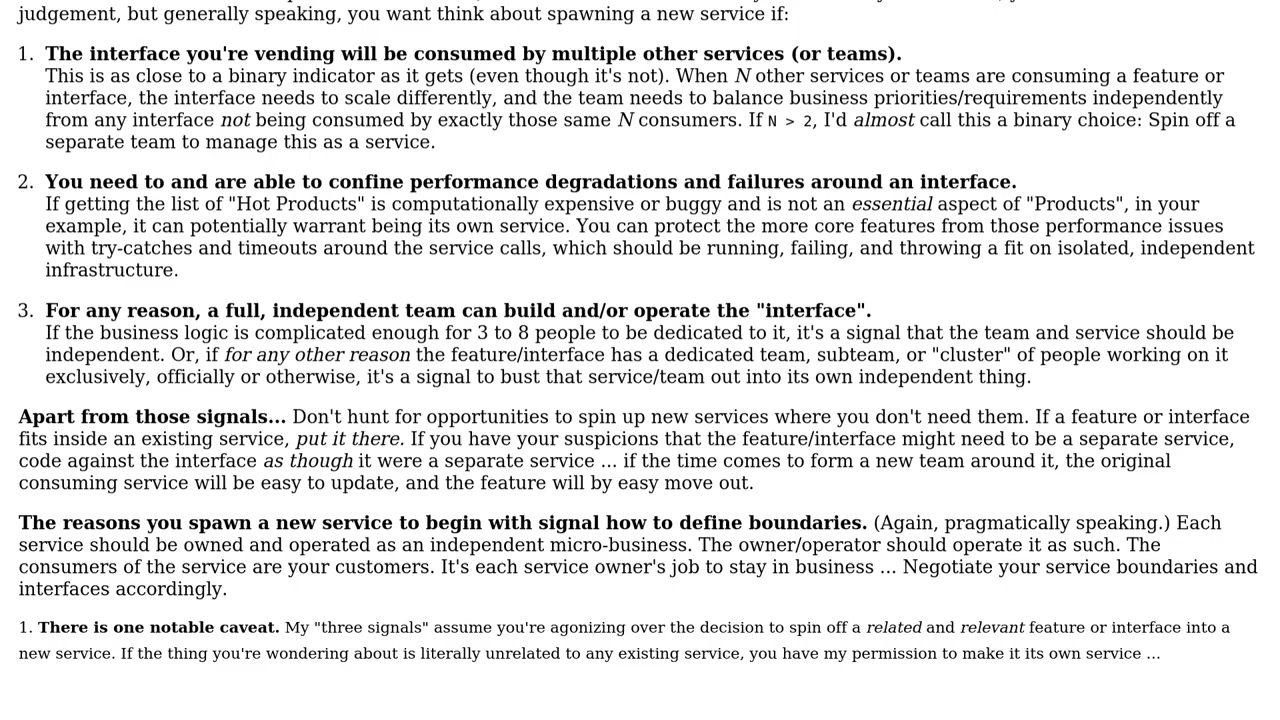 judgement, but generally speaking, you want think about spawning a new service if:
1. The interface you're vending will be consumed by multiple other services (or teams).
This is as close to a binary indicator as it gets (even though it's not). When N other services or teams are consuming a feature or
interface, the interface needs to scale differently, and the team needs to balance business priorities/requirements independently
from any interface not being consumed by exactly those same N consumers. If N > 2, I'd almost call this a binary choice: Spin off a
separate team to manage this as a service.
2. You need to and are able to confine performance degradations and failures around an interface.
If getting the list of "Hot Products" is computationally expensive or buggy and is not an essential aspect of "Products", in your
example, it can potentially warrant being its own service. You can protect the more core features from those performance issues
with try-catches and timeouts around the service calls, which should be running, failing, and throwing a fit on isolated, independent
infrastructure.
3. For any reason, a full, independent team can build and/or operate the "interface".
If the business logic is complicated enough for 3 to 8 people to be dedicated to it, it's a signal that the team and service should be
independent. Or, if for any other reason the feature/interface has a dedicated team, subteam, or "cluster" of people working on it
exclusively, officially or otherwise, it's a signal to bust that service/team out into its own independent thing.
Apart from those signals... Don't hunt for opportunities to spin up new services where you don't need them. If a feature or interface
fits inside an existing service, put it there. If you have your suspicions that the feature/interface might need to be a separate service,
code against the interface as though it were a separate service ... if the time comes to form a new team around it, the original
consuming service will be easy to update, and the feature will by easy move out.
The reasons you spawn a new service to begin with signal how to define boundaries. (Again, pragmatically speaking.) Each
service should be owned and operated as an independent micro-business. The owner/operator should operate it as such. The
consumers of the service are your customers. It's each service owner's job to stay in business ... Negotiate your service boundaries and
interfaces accordingly.
1. There is one notable caveat. My "three signals" assume you're agonizing over the decision to spin off a related and relevant feature or interface into a
new service. If the thing you're wondering about is literally unrelated to any existing service, you have my permission to make it its own service ...